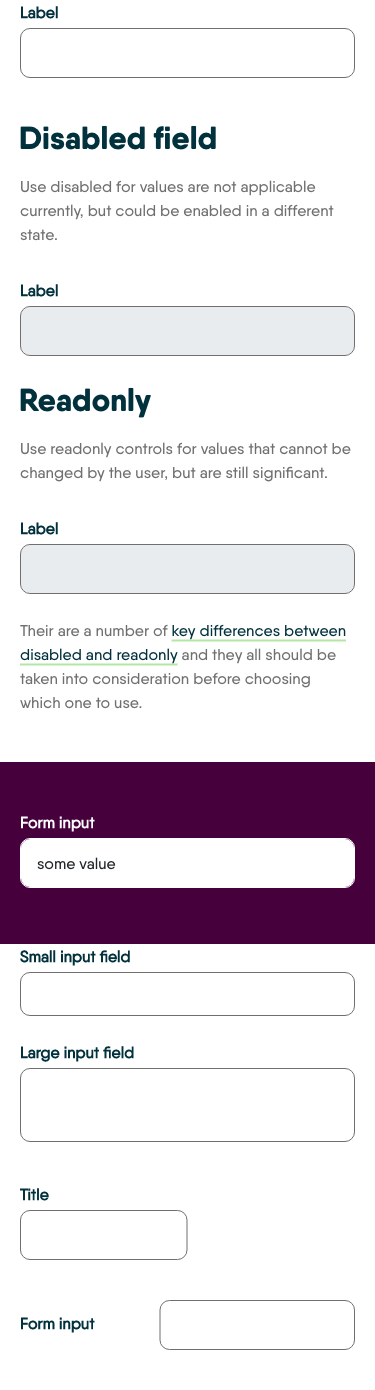 Label
Disabled field
Use disabled for values are not applicable
currently, but could be enabled in a different
state.
Label
Readonly
Use readonly controls for values that cannot be
changed by the user, but are still significant.
Label
Their are a number of key differences between
disabled and readonly and they all should be
taken into consideration before choosing
which one to use.
Form input
some value
Small input field
Large input field
Title
Form input